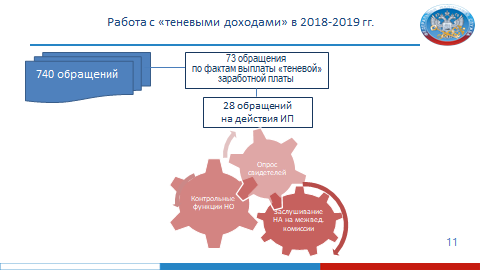 Работа с «теневыми доходами» в 2018-2019 гг.
740 обращений
73 обращения
по фактам выплаты «теневой»
заработной платы
28 обращений
на действия ИП
Опрос
свидетелей
Контрольные
функции НО
Заслушивание
НА на межвед.
комиссии
11